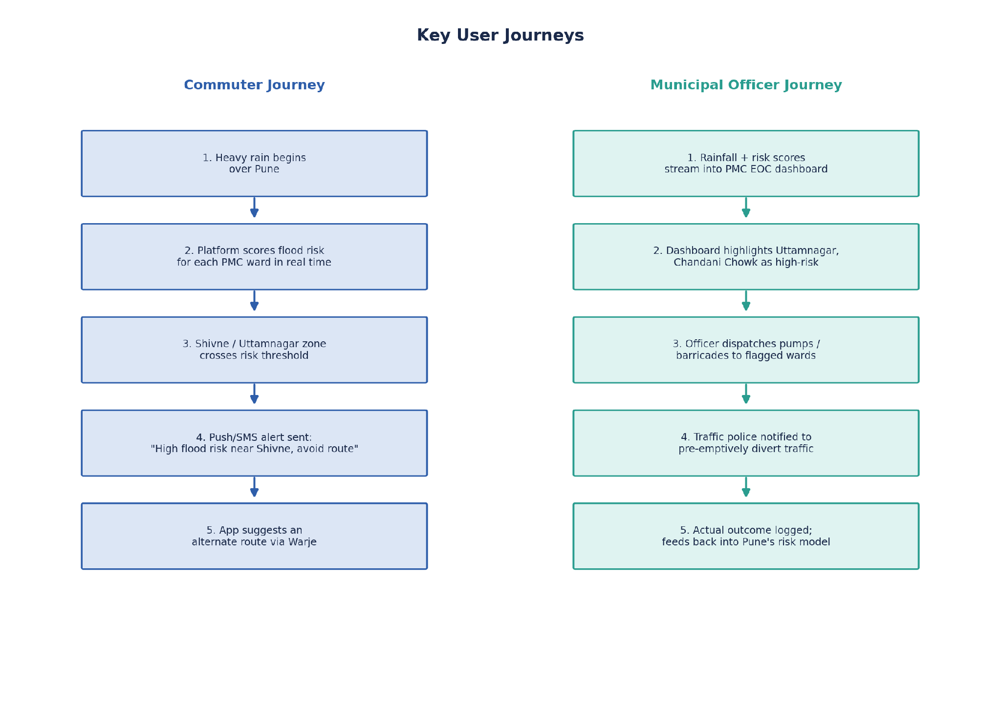 Key User Journeys
Commuter Journey
1. Heavy rain begins
over Pune
2. Platform scores flood risk
for each PMC ward in real time
3. Shivne / Uttamnagar zone
crosses risk threshold
4. Push/SMS alert sent:
"High flood risk near Shivne, avoid route"
5. App suggests an
alternate route via Warje
Municipal Officer Journey
1. Rainfall + risk scores
stream into PMC EOC dashboard
2. Dashboard highlights Uttamnagar,
Chandani Chowk as high-risk
3. Officer dispatches pumps /
barricades to flagged wards
4. Traffic police notified to
pre-emptively divert traffic
5. Actual outcome logged;
feeds back into Pune's risk model